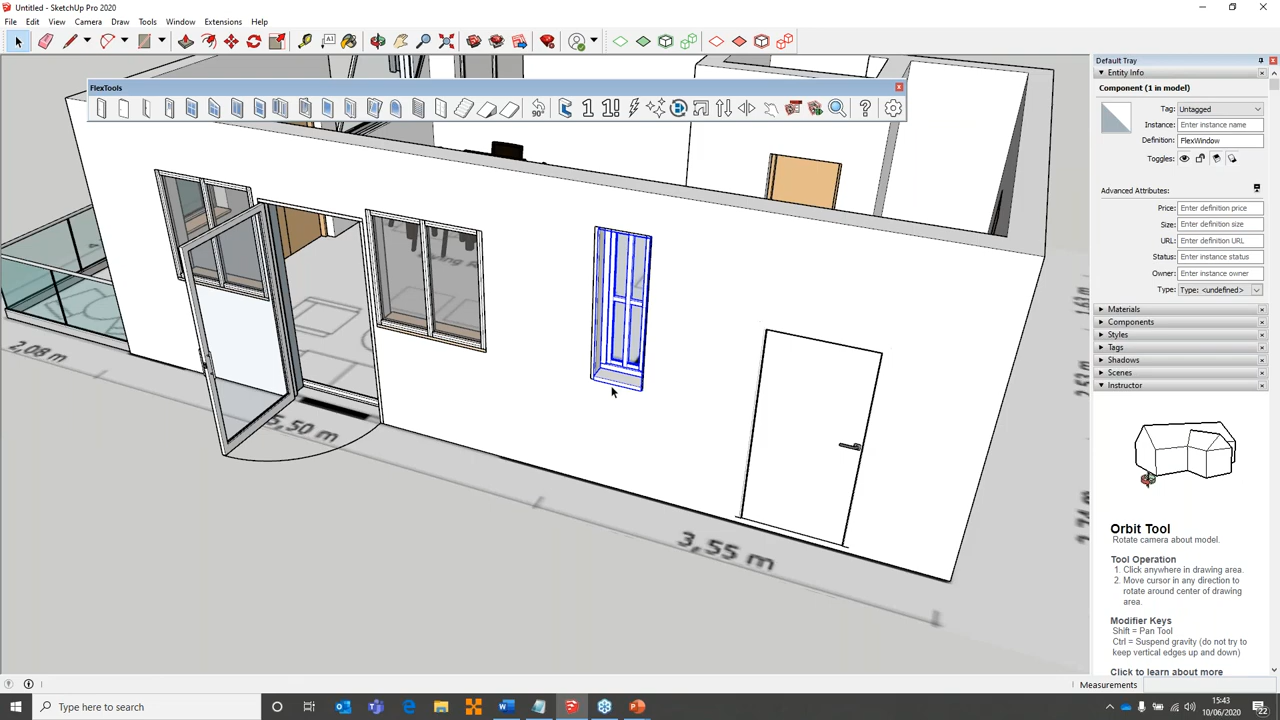 Untitled - SketchUp Pro 2020
File Edit View Camera Draw Tools Window Extensions Help
FlexTools
90°
1 1! ?
Default Tray
Entity Info
Component (1 in model)
Tag: Untagged
Instance: Enter instance name
Definition: FlexWindow
Toggles:
Advanced Attributes:
Price: Enter definition price
Size: Enter definition size
URL: Enter definition URL
Status: Enter instance status
Owner: Enter instance owner
Type: Type: <undefined>
Materials
Components
Styles
Tags
Shadows
Scenes
Instructor
Orbit Tool
Rotate camera about model.
Tool Operation
1. Click anywhere in drawing area.
2. Move cursor in any direction to
rotate around center of drawing
area.
Modifier Keys
Shift = Pan Tool
Ctrl = Suspend gravity (do not try to
keep vertical edges up and down)
Click to learn about more
2,08 m
5,50 m
3,55 m
Measurements
Type here to search
15:43
10/06/2020
22